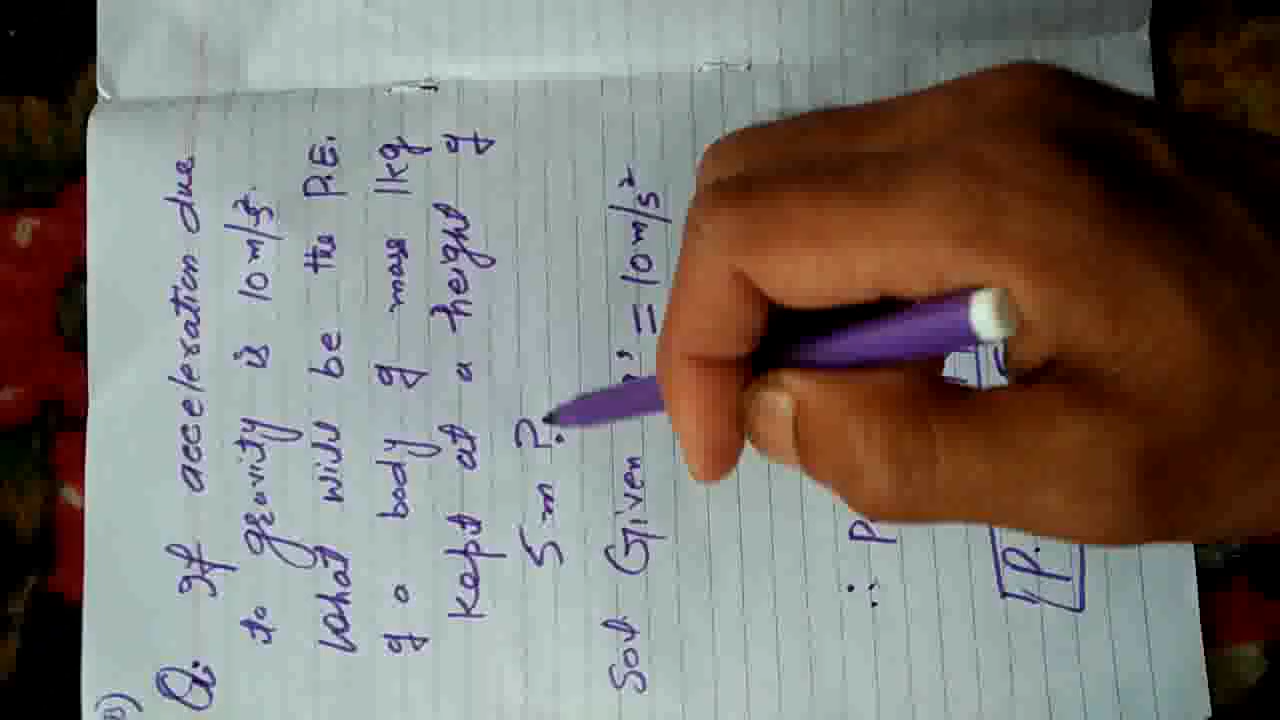 Q. If acceleration due
to gravity is 10 m/s².
What will be the P.E.
of a body of mass 1kg
kept at a height of
5 m ?
Sol. Given ' = 10 m/s²
∴ P
P.